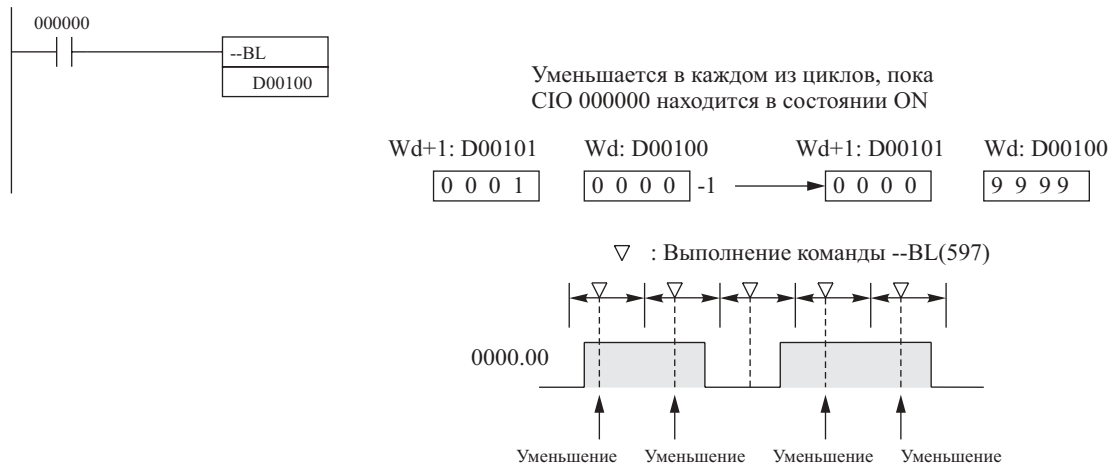 000000
--BL
D00100
Уменьшается в каждом из циклов, пока
CIO 000000 находится в состоянии ON
Wd+1: D00101 Wd: D00100 Wd+1: D00101 Wd: D00100
0 0 0 1 0 0 0 0 -1 0 0 0 0 9 9 9 9
: Выполнение команды --BL(597)
0000.00
Уменьшение Уменьшение Уменьшение Уменьшение